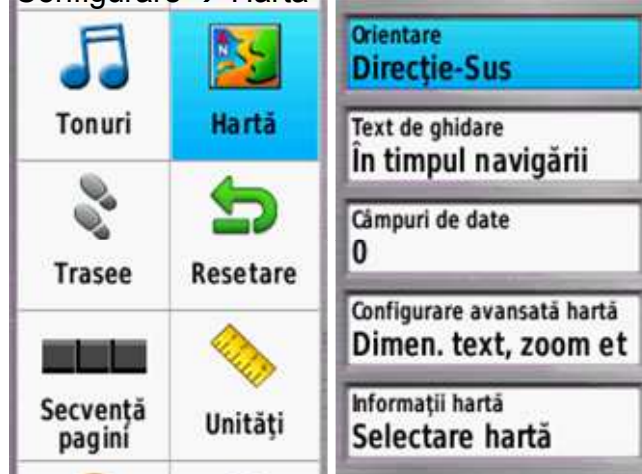 Configurare → Hartă
Tonuri
Hartă
Trasee
Resetare
Secvență
pagini
Unități
Orientare
Direcție-Sus
Text de ghidare
În timpul navigării
Câmpuri de date
0
Configurare avansată hartă
Dimen. text, zoom et
Informații hartă
Selectare hartă